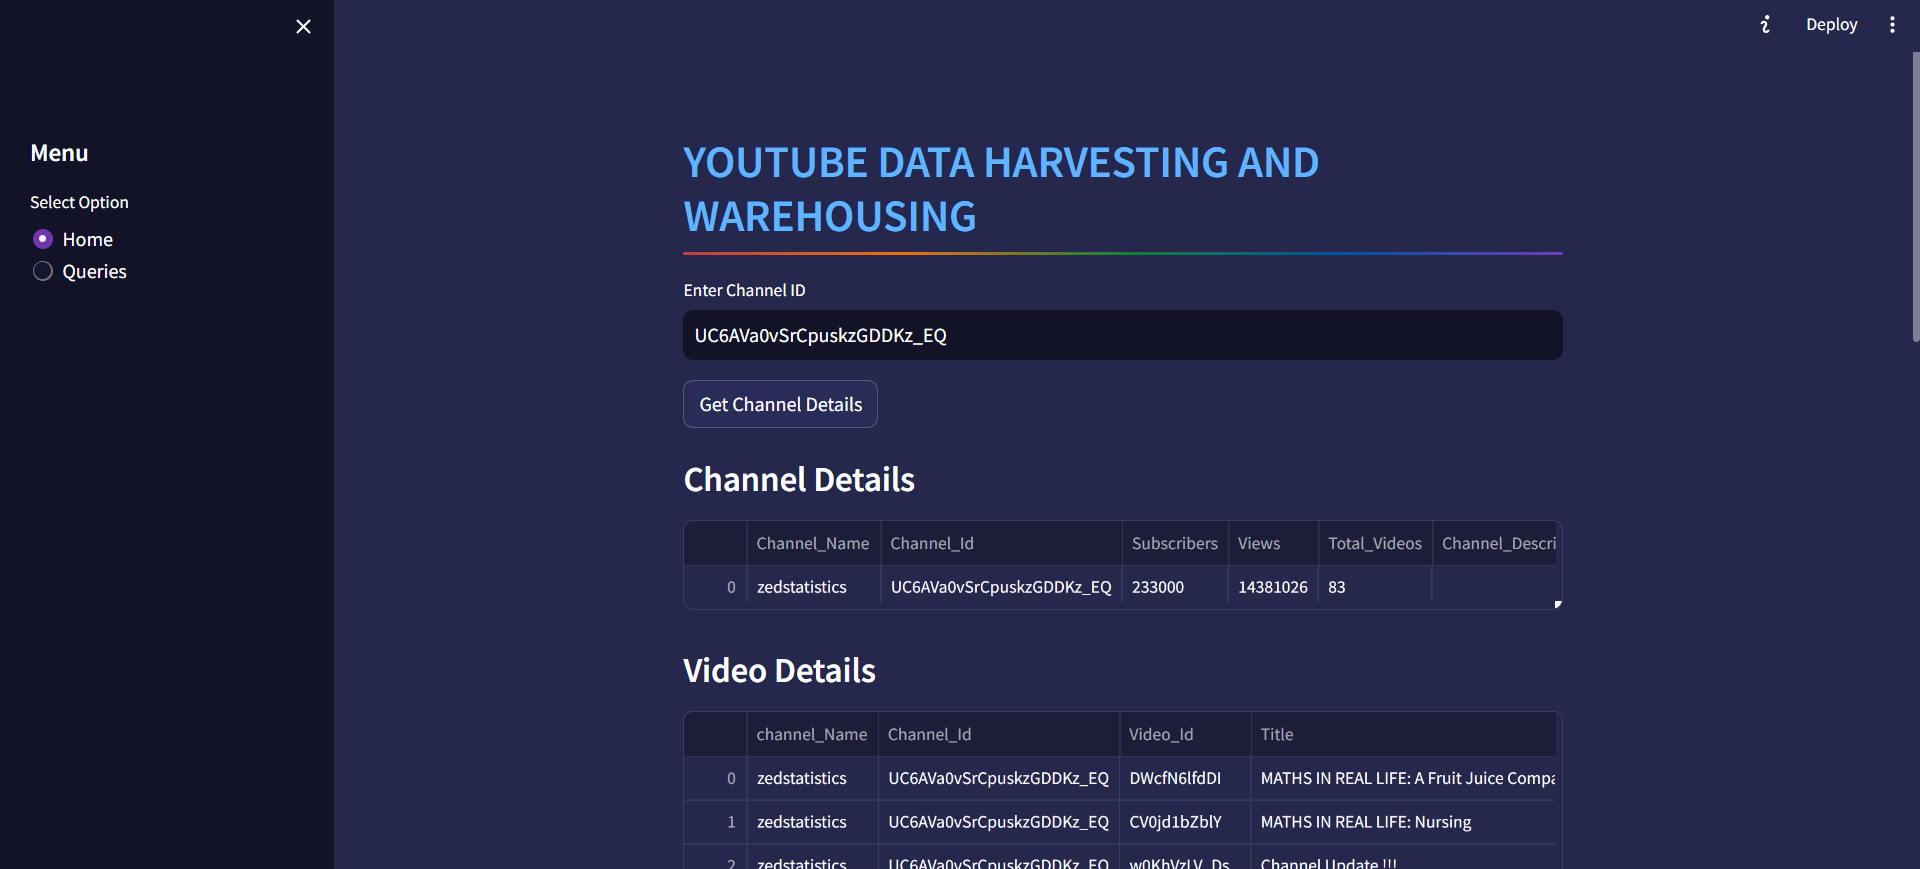 Deploy
Menu
Select Option
Home
Queries
YOUTUBE DATA HARVESTING AND
WAREHOUSING
Enter Channel ID
UC6AVa0vSrCpuskzGDDKz_EQ
Get Channel Details
Channel Details
Channel_Name Channel_Id Subscribers Views Total_Videos Channel_Descri
0 zedstatistics UC6AVa0vSrCpuskzGDDKz_EQ 233000 14381026 83
Video Details
channel_Name Channel_Id Video_Id Title
0 zedstatistics UC6AVa0vSrCpuskzGDDKz_EQ DWcfN6lfdDI MATHS IN REAL LIFE: A Fruit Juice Compa
1 zedstatistics UC6AVa0vSrCpuskzGDDKz_EQ CV0jd1bZblY MATHS IN REAL LIFE: Nursing
2 zedstatistics UC6AVa0vSrCpuskzGDDKz_EQ w0KhVzLV_Ds Channel Update !!!